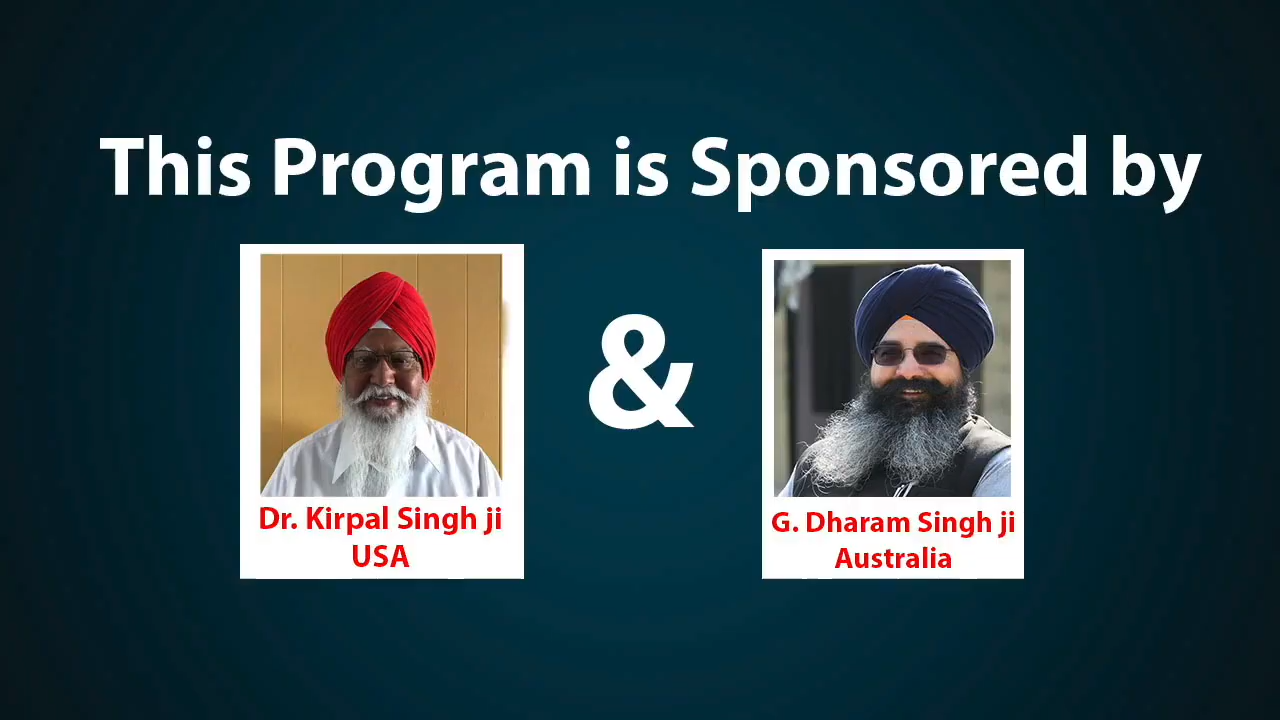 This Program is Sponsored by
&
Dr. Kirpal Singh ji
USA
G. Dharam Singh ji
Australia